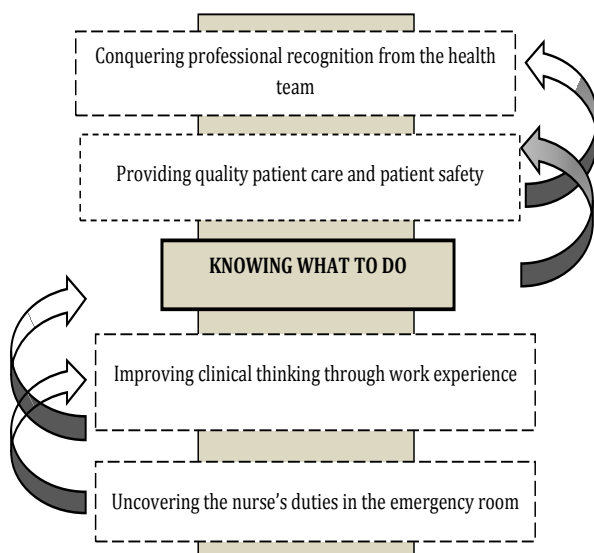 Conquering professional recognition from the health
team
Providing quality patient care and patient safety
KNOWING WHAT TO DO
Improving clinical thinking through work experience
Uncovering the nurse’s duties in the emergency room